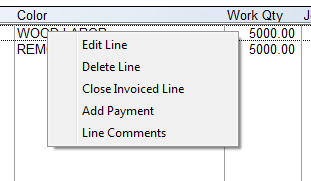 Color Work Qty
WOOD LABOR 5000.00
REM 5000.00
Edit Line
Delete Line
Close Invoiced Line
Add Payment
Line Comments